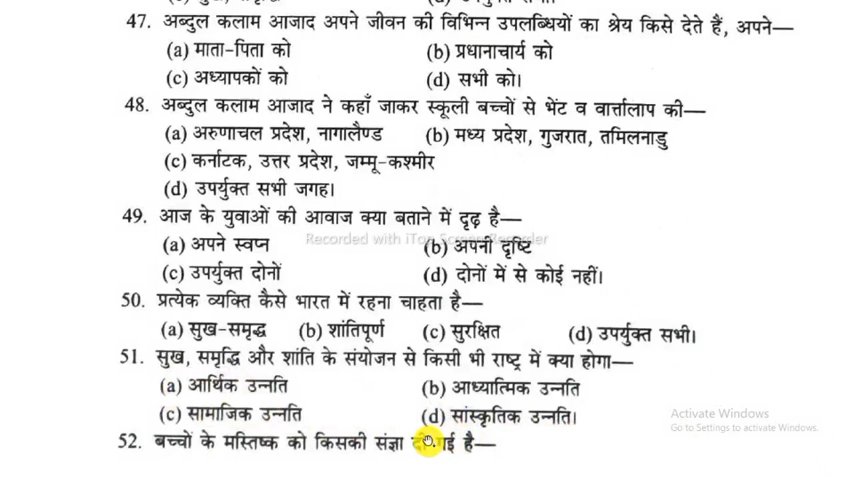 47. अब्दुल कलाम आजाद अपने जीवन की विभिन्न उपलब्धियों का श्रेय किसे देते हैं, अपने—
(a) माता-पिता को (b) प्रधानाचार्य को
(c) अध्यापकों को (d) सभी को।
48. अब्दुल कलाम आजाद ने कहाँ जाकर स्कूली बच्चों से भेंट व वार्त्तालाप की—
(a) अरुणाचल प्रदेश, नागालैण्ड (b) मध्य प्रदेश, गुजरात, तमिलनाडु
(c) कर्नाटक, उत्तर प्रदेश, जम्मू-कश्मीर
(d) उपर्युक्त सभी जगह।
49. आज के युवाओं की आवाज क्या बताने में दृढ़ है—
Recorded with iTop Screen Recorder
(a) अपने स्वप्न (b) अपनी दृष्टि
(c) उपर्युक्त दोनों (d) दोनों में से कोई नहीं।
50. प्रत्येक व्यक्ति कैसे भारत में रहना चाहता है—
(a) सुख-समृद्ध (b) शांतिपूर्ण (c) सुरक्षित (d) उपर्युक्त सभी।
51. सुख, समृद्धि और शांति के संयोजन से किसी भी राष्ट्र में क्या होगा—
(a) आर्थिक उन्नति (b) आध्यात्मिक उन्नति
(c) सामाजिक उन्नति (d) सांस्कृतिक उन्नति।
Activate Windows
Go to Settings to activate Windows.
52. बच्चों के मस्तिष्क को किसकी संज्ञा दी गई है—